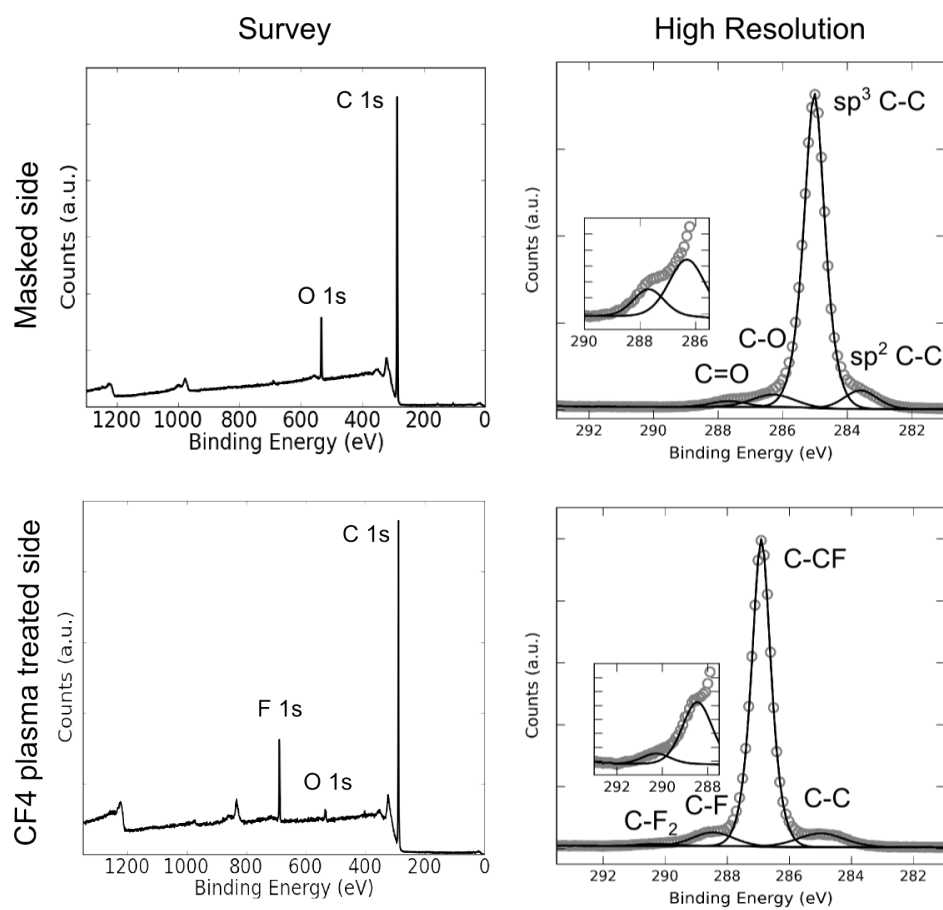 Survey
High Resolution
Masked side
Counts (a.u.)
C 1s
O 1s
1200 1000 800 600 400 200 0
Binding Energy (eV)
Counts (a.u.)
sp³ C-C
C-O
C=O
sp² C-C
290 288 286
292 290 288 286 284 282
Binding Energy (eV)
CF4 plasma treated side
Counts (a.u.)
C 1s
F 1s
O 1s
1200 1000 800 600 400 200 0
Binding Energy (eV)
Counts (a.u.)
C-CF
292 290 288
C-F₂
C-F
C-C
292 290 288 286 284 282
Binding Energy (eV)